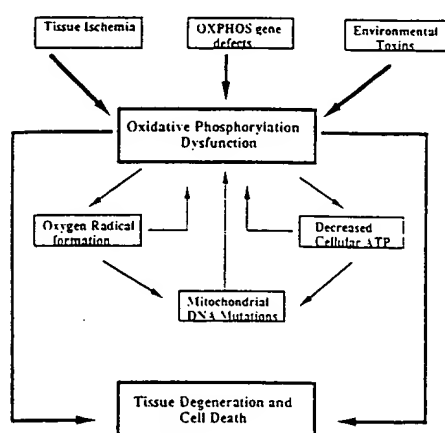 Tissue Ischemia
OXPHOS gene
defects
Environmental
Toxins
Oxidative Phosphorylation
Dysfunction
Oxygen Radical
formation
Decreased
Cellular ATP
Mitochondrial
DNA Mutations
Tissue Degeneration and
Cell Death